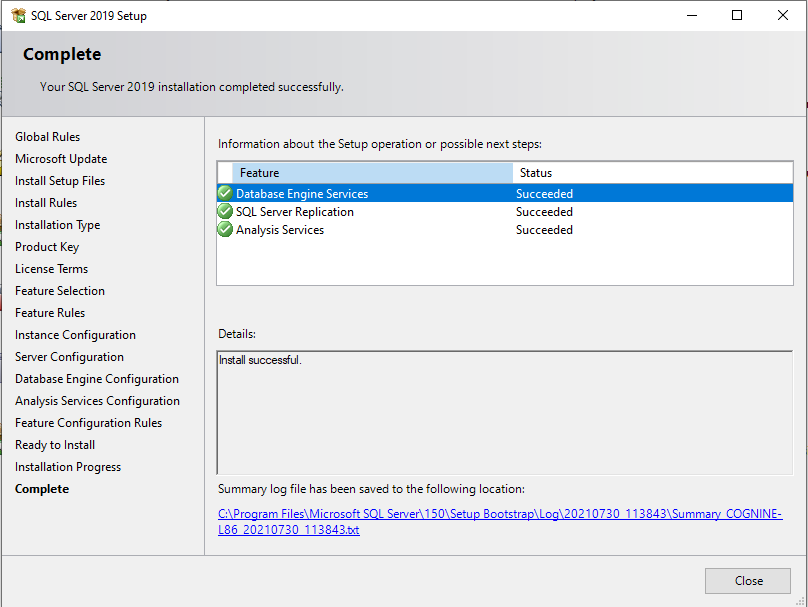 SQL Server 2019 Setup
Complete
Your SQL Server 2019 installation completed successfully.
Global Rules
Microsoft Update
Install Setup Files
Install Rules
Installation Type
Product Key
License Terms
Feature Selection
Feature Rules
Instance Configuration
Server Configuration
Database Engine Configuration
Analysis Services Configuration
Feature Configuration Rules
Ready to Install
Installation Progress
Complete
Information about the Setup operation or possible next steps:
Feature Status
Database Engine Services Succeeded
SQL Server Replication Succeeded
Analysis Services Succeeded
Details:
Install successful.
Summary log file has been saved to the following location:
C:\Program Files\Microsoft SQL Server\150\Setup Bootstrap\Log\20210730_113843\Summary_COGNINE-
L86_20210730_113843.txt
Close